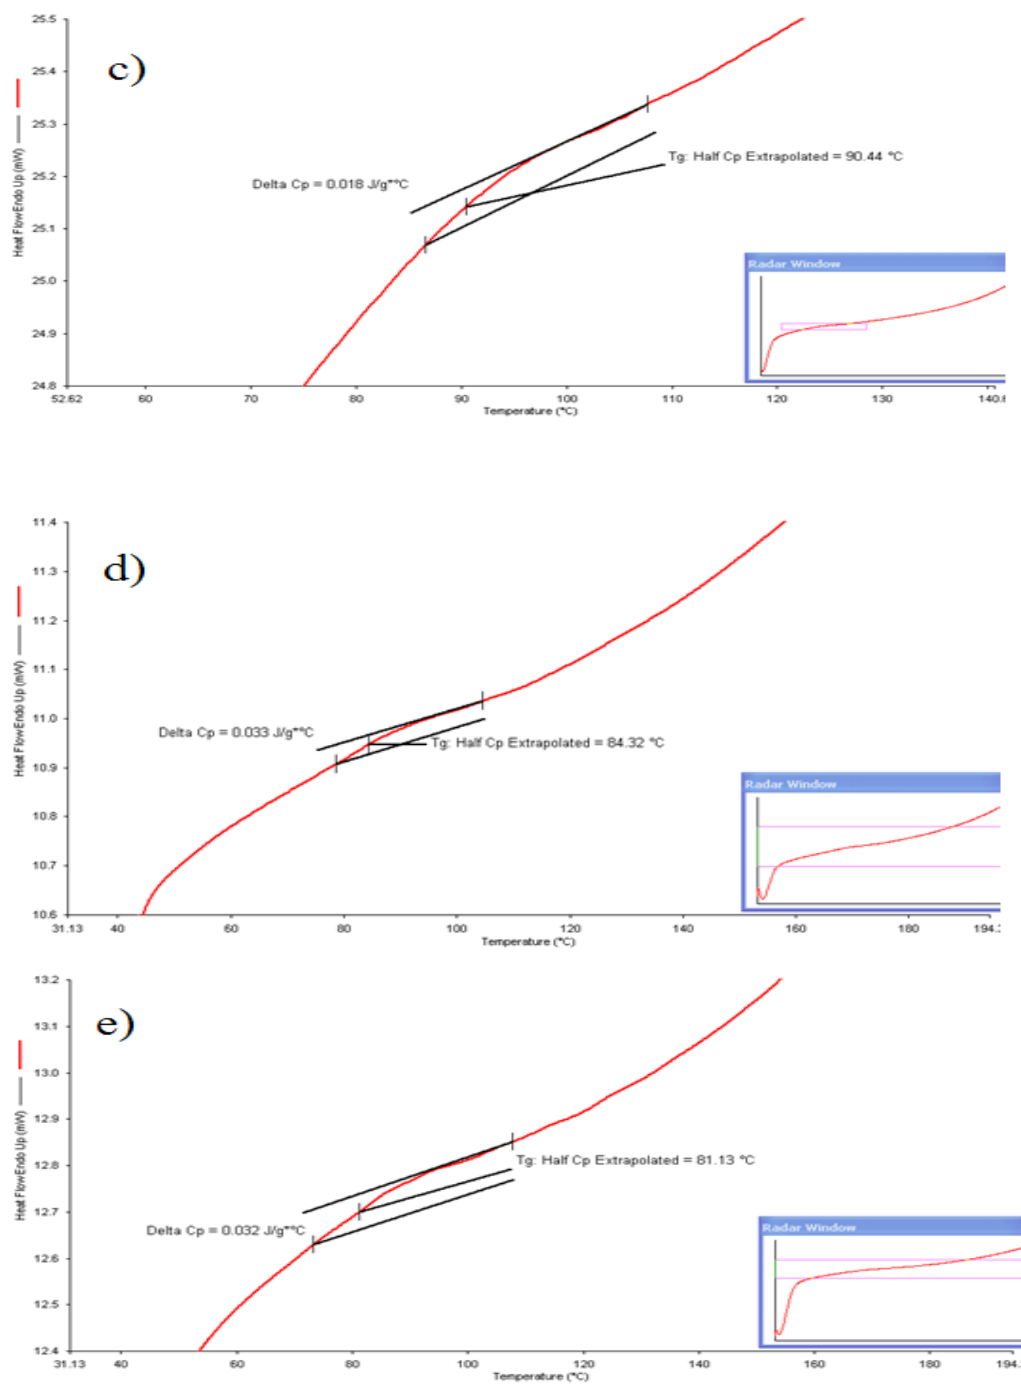 c)
25.5
25.4
25.3
25.2
25.1
25.0
24.9
24.8
Heat Flow Endo Up (mW)
Delta Cp = 0.018 J/g*°C
Tg: Half Cp Extrapolated = 90.44 °C
Radar Window
52.62 60 70 80 90 100 110 120 130 140.6
Temperature (°C)
d)
11.4
11.3
11.2
11.1
11.0
10.9
10.8
10.7
10.6
Heat Flow Endo Up (mW)
Delta Cp = 0.033 J/g*°C
Tg: Half Cp Extrapolated = 84.32 °C
Radar Window
31.13 40 60 80 100 120 140 160 180 194.
Temperature (°C)
e)
13.2
13.1
13.0
12.9
12.8
12.7
12.6
12.5
12.4
Heat Flow Endo Up (mW)
Tg: Half Cp Extrapolated = 81.13 °C
Delta Cp = 0.032 J/g*°C
Radar Window
31.13 40 60 80 100 120 140 160 180 194.
Temperature (°C)